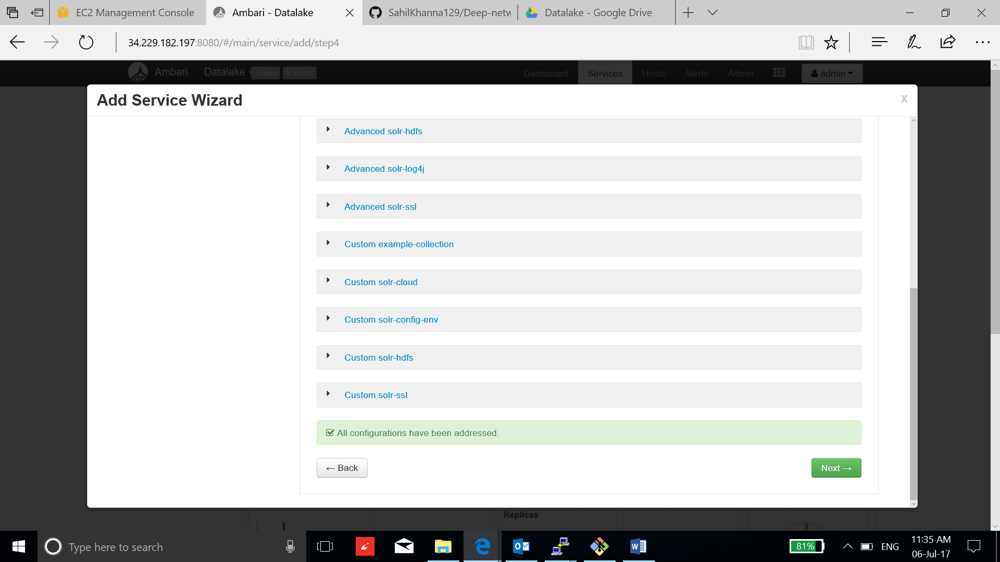 EC2 Management Console
Ambari - Datalake
SahilKhanna129/Deep-netw
Datalake - Google Drive
34.229.182.197:8080/#/main/service/add/step4
Ambari Datalake 0 ops 0 alerts Dashboard Services Hosts Alerts Admin admin
Add Service Wizard
x
Advanced solr-hdfs
Advanced solr-log4j
Advanced solr-ssl
Custom example-collection
Custom solr-cloud
Custom solr-config-env
Custom solr-hdfs
Custom solr-ssl
All configurations have been addressed.
← Back
Next →
Replicas
Type here to search
81%
ENG
11:35 AM
06-Jul-17